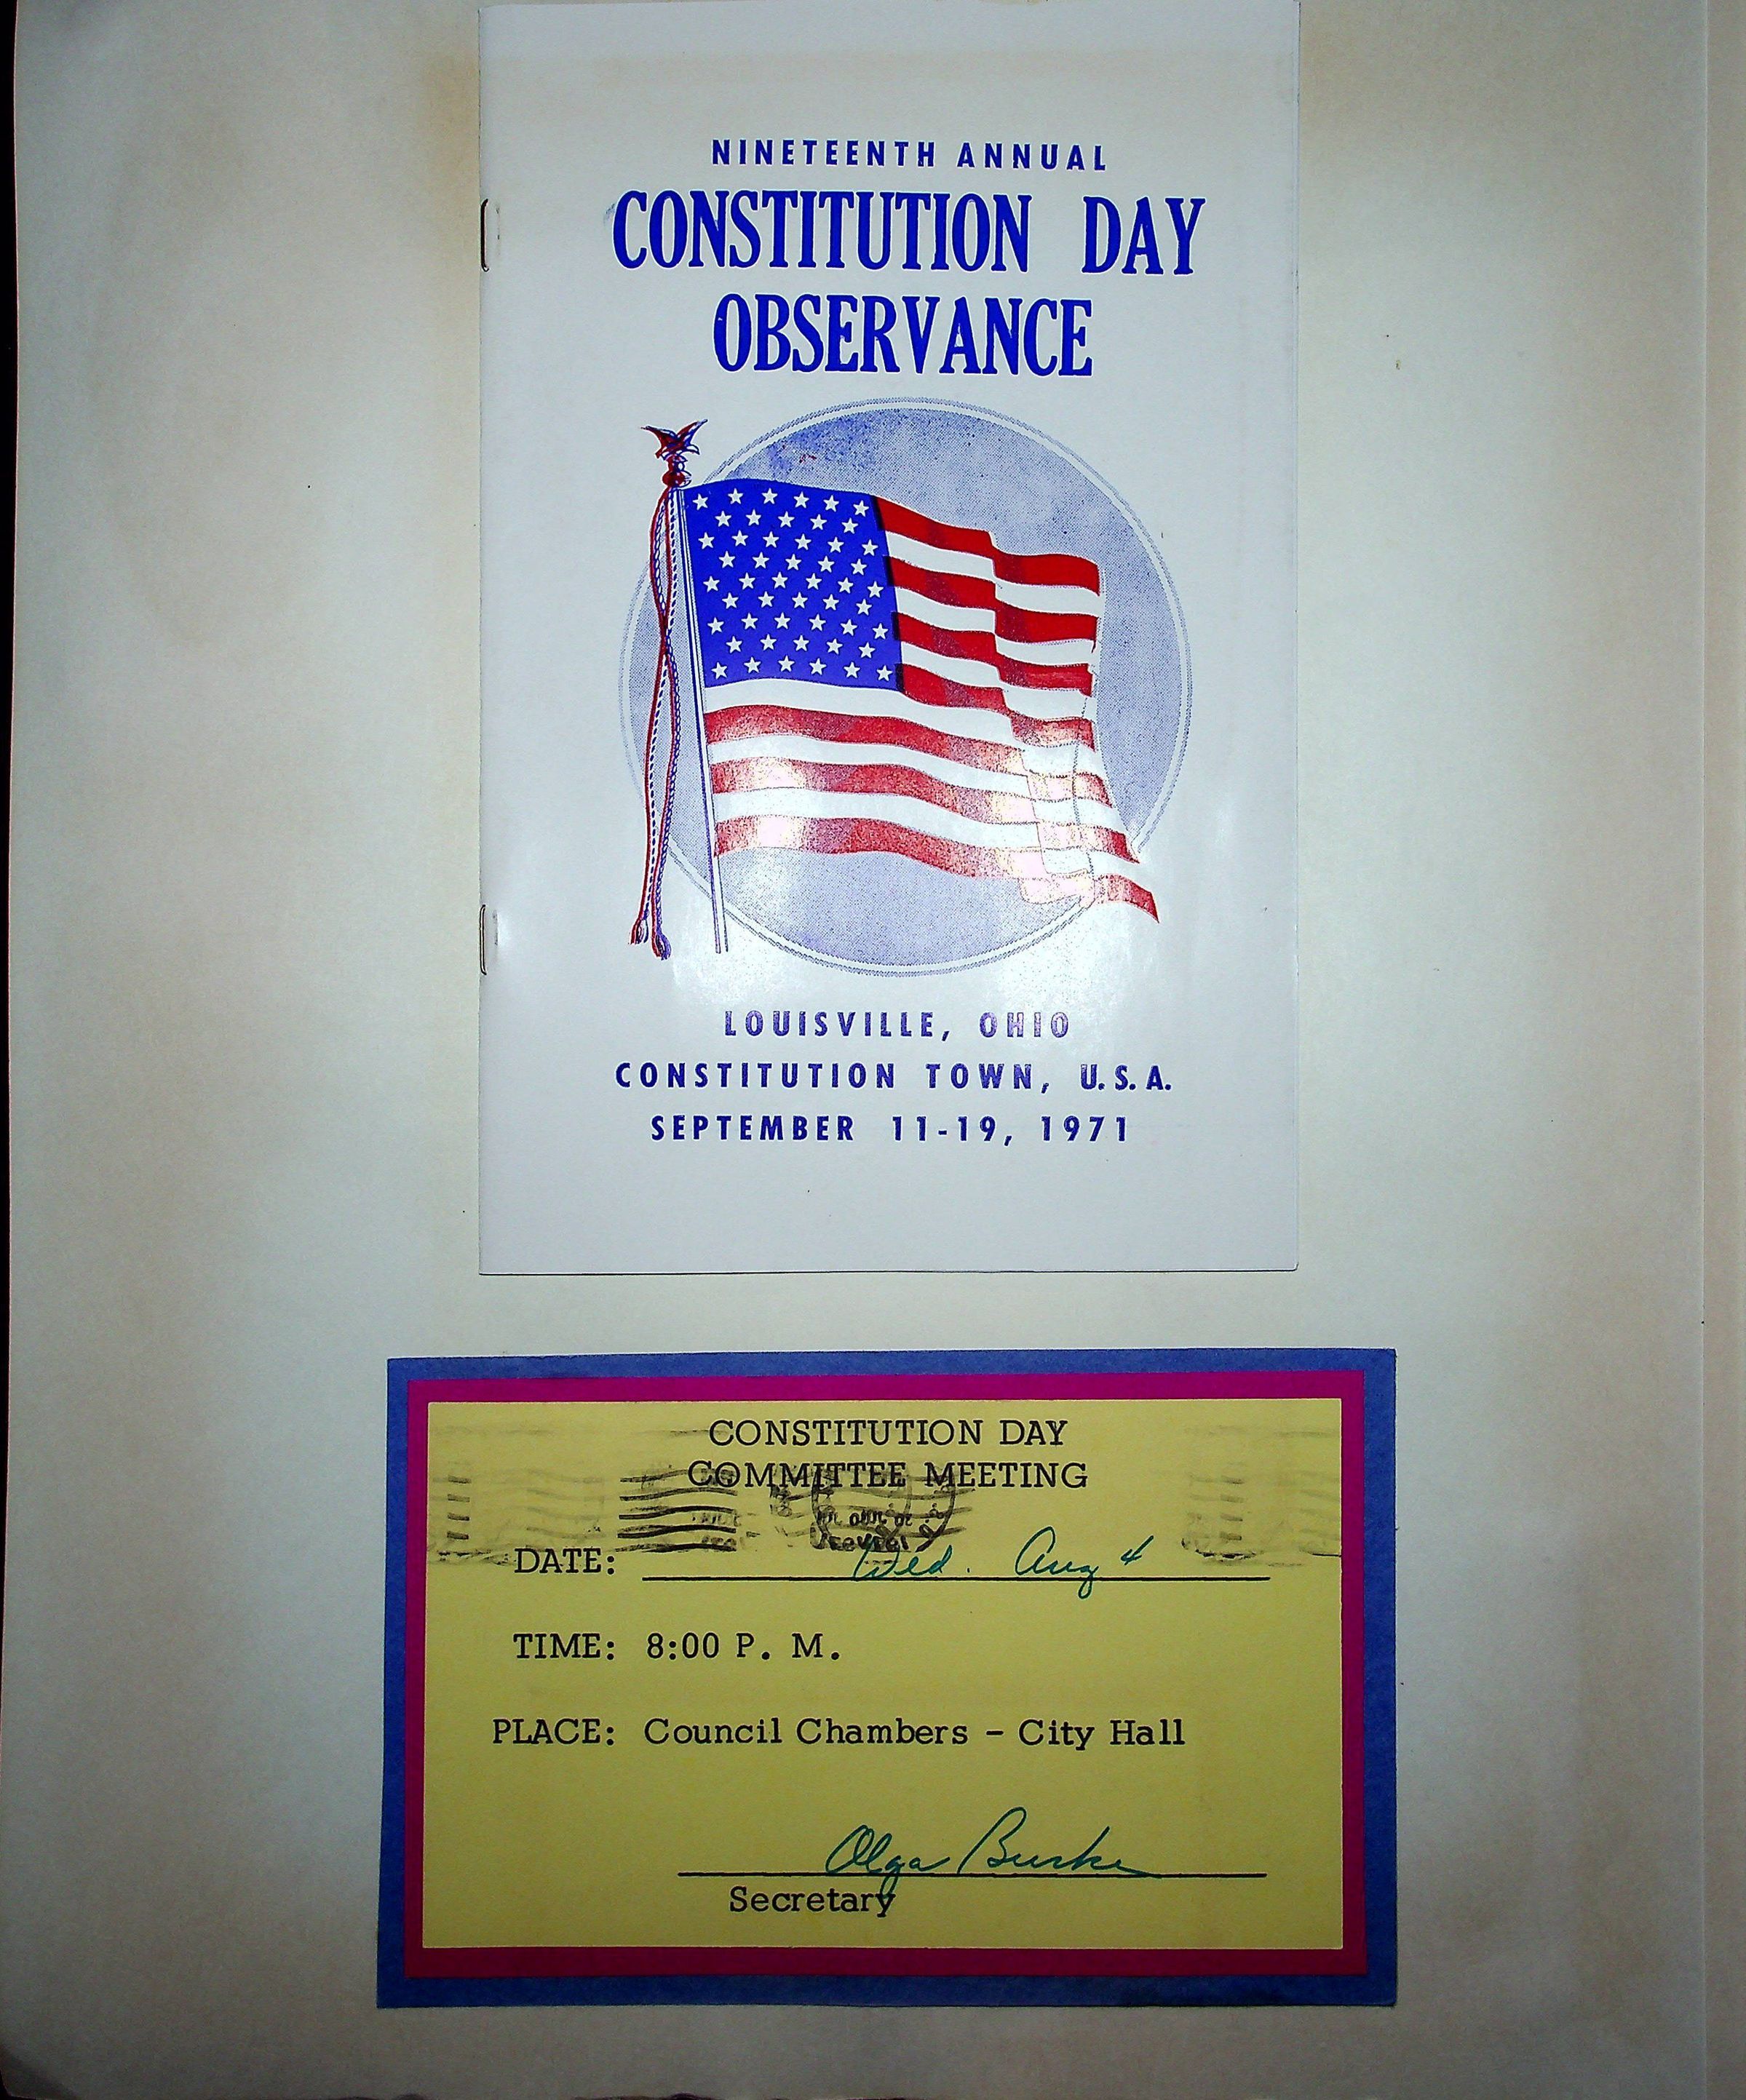 NINETEENTH ANNUAL
CONSTITUTION DAY
OBSERVANCE
LOUISVILLE, OHIO
CONSTITUTION TOWN, U.S.A.
SEPTEMBER 11-19, 1971
CONSTITUTION DAY
COMMITTEE MEETING
DATE: Wed. Aug 4
TIME: 8:00 P. M.
PLACE: Council Chambers - City Hall
Olga Burke
Secretary